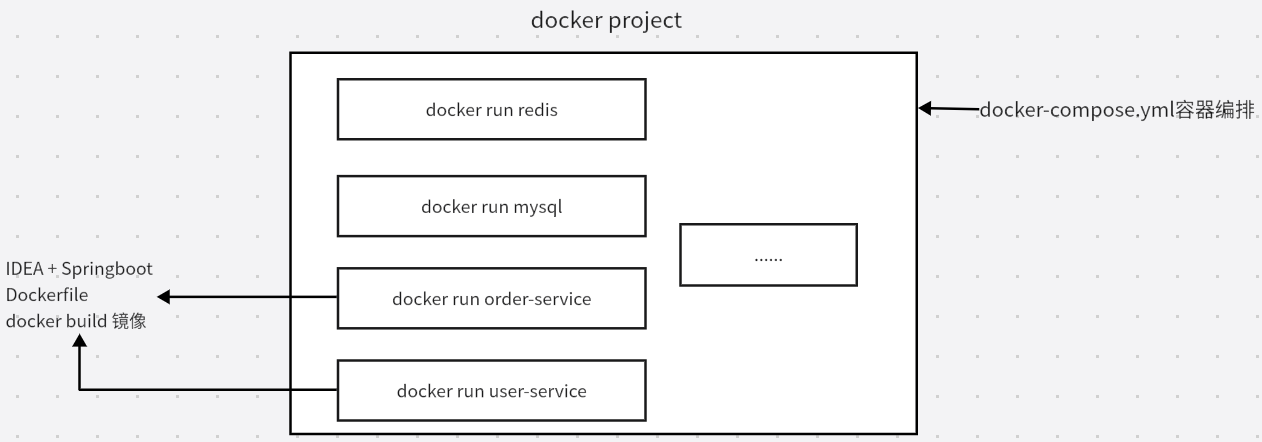 docker project
docker run redis
docker-compose.yml容器编排
docker run mysql
......
IDEA + Springboot
Dockerfile
docker build 镜像
docker run order-service
docker run user-service